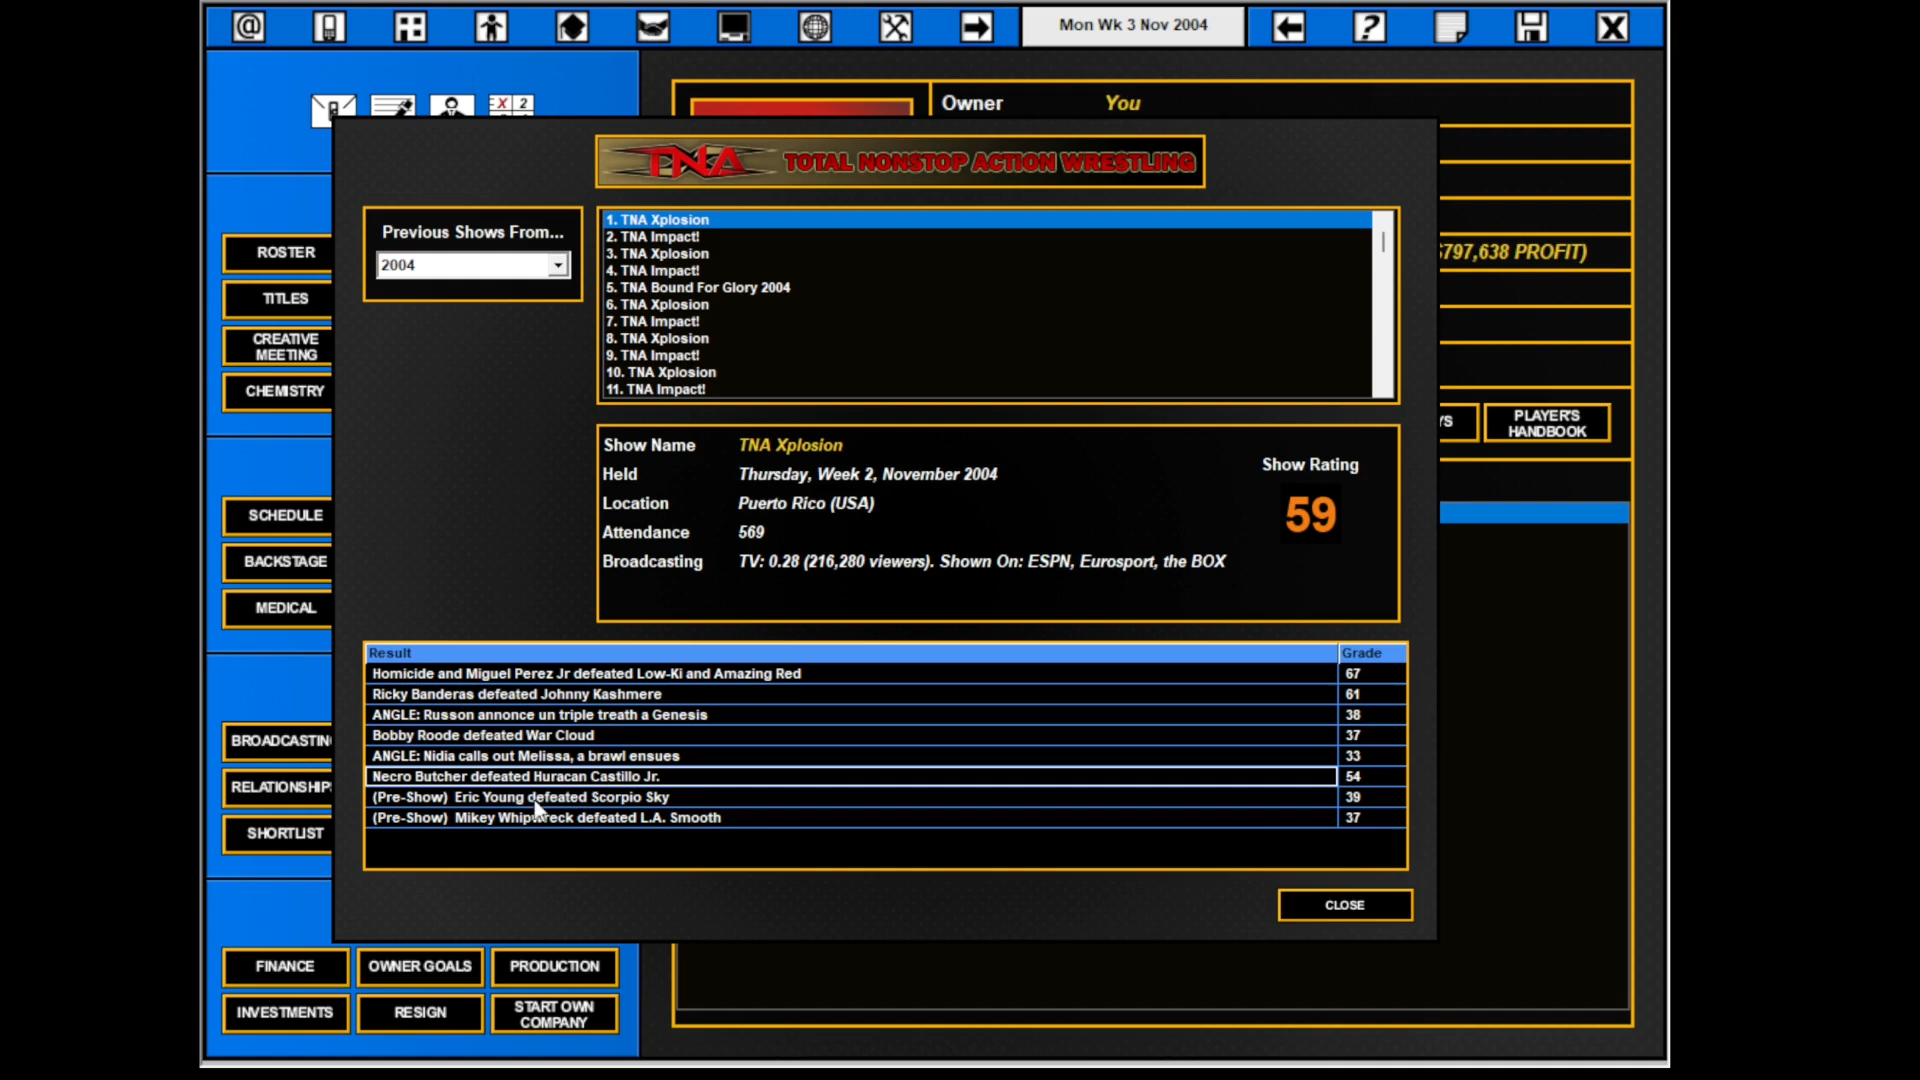 @
Mon Wk 3 Nov 2004
?
X
X 2
Owner You
TNA TOTAL NONSTOP ACTION WRESTLING
Previous Shows From...
2004
1. TNA Xplosion
2. TNA Impact!
3. TNA Xplosion
4. TNA Impact!
5. TNA Bound For Glory 2004
6. TNA Xplosion
7. TNA Impact!
8. TNA Xplosion
9. TNA Impact!
10. TNA Xplosion
11. TNA Impact!
$797,638 PROFIT)
ROSTER
TITLES
CREATIVE
MEETING
CHEMISTRY
PLAYER'S
HANDBOOK
Show Name TNA Xplosion
Held Thursday, Week 2, November 2004
Location Puerto Rico (USA)
Attendance 569
Broadcasting TV: 0.28 (216,280 viewers). Shown On: ESPN, Eurosport, the BOX
Show Rating
59
SCHEDULE
BACKSTAGE
MEDICAL
Result Grade
Homicide and Miguel Perez Jr defeated Low-Ki and Amazing Red 67
Ricky Banderas defeated Johnny Kashmere 61
ANGLE: Russon annonce un triple treath a Genesis 38
Bobby Roode defeated War Cloud 37
ANGLE: Nidia calls out Melissa, a brawl ensues 33
Necro Butcher defeated Huracan Castillo Jr. 54
(Pre-Show) Eric Young defeated Scorpio Sky 39
(Pre-Show) Mikey Whipwreck defeated L.A. Smooth 37
BROADCASTIN
RELATIONSHIP
SHORTLIST
CLOSE
FINANCE
OWNER GOALS
PRODUCTION
INVESTMENTS
RESIGN
START OWN
COMPANY